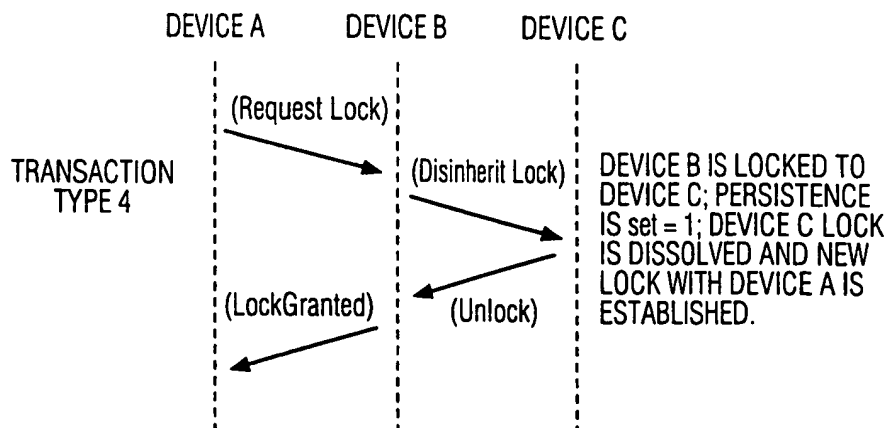 DEVICE A DEVICE B DEVICE C
(Request Lock)
TRANSACTION
TYPE 4
(Disinherit Lock)
DEVICE B IS LOCKED TO
DEVICE C; PERSISTENCE
IS set = 1; DEVICE C LOCK
IS DISSOLVED AND NEW
LOCK WITH DEVICE A IS
ESTABLISHED.
(LockGranted)
(Unlock)